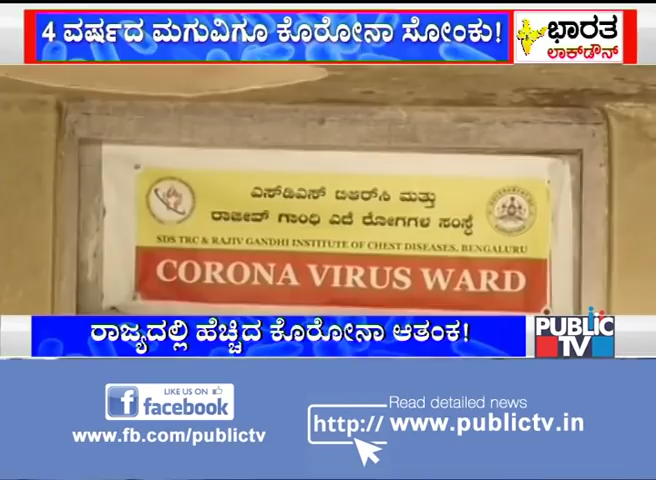 4 ವರ್ಷದ ಮಗುವಿಗೂ ಕೊರೋನಾ ಸೋಂಕು!
ಭಾರತ
ಲಾಕ್‌ಡೌನ್
ಎಸ್‌ಡಿಎಸ್ ಟಿಆರ್‌ಸಿ ಮತ್ತು
ರಾಜೀವ್ ಗಾಂಧಿ ಎದೆ ರೋಗಗಳ ಸಂಸ್ಥೆ
SDS TRC & RAJIV GANDHI INSTITUTE OF CHEST DISEASES, BENGALURU
CORONA VIRUS WARD
ರಾಜ್ಯದಲ್ಲಿ ಹೆಚ್ಚಿದ ಕೊರೋನಾ ಆತಂಕ!
PUBLIC
TV
LIKE US ON
facebook
www.fb.com/publictv
Read detailed news
http:// www.publictv.in